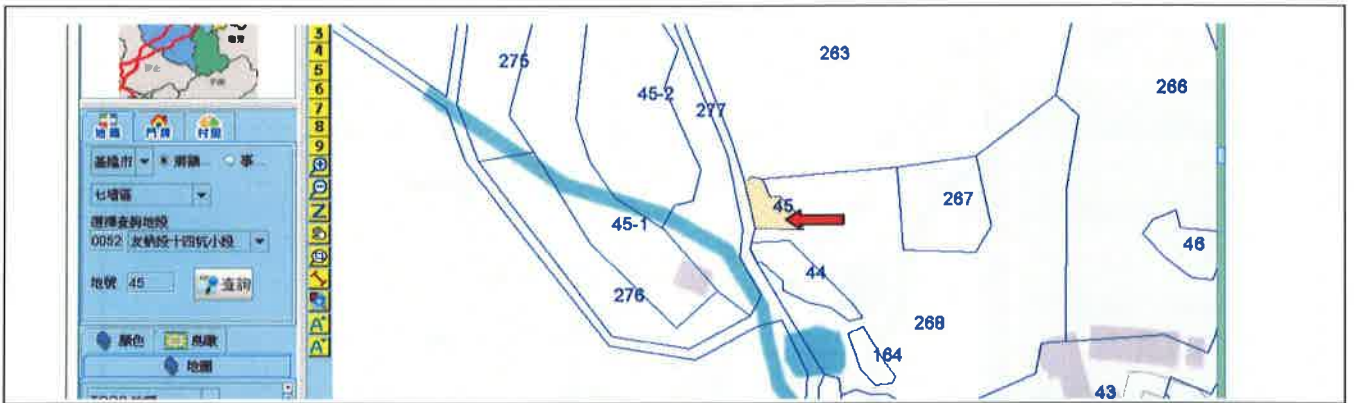 汐止
地籍 門牌 村里
基隆市 鄉鎮... 事...
七堵區
選擇查詢地段
0052 友蚋段十四坑小段
地號 45 查詢
顏色 鳥瞰
地圖
3
4
5
6
7
8
9
Z
A+
A-
275
45-2
277
263
266
45
267
45-1
46
44
276
268
164
43